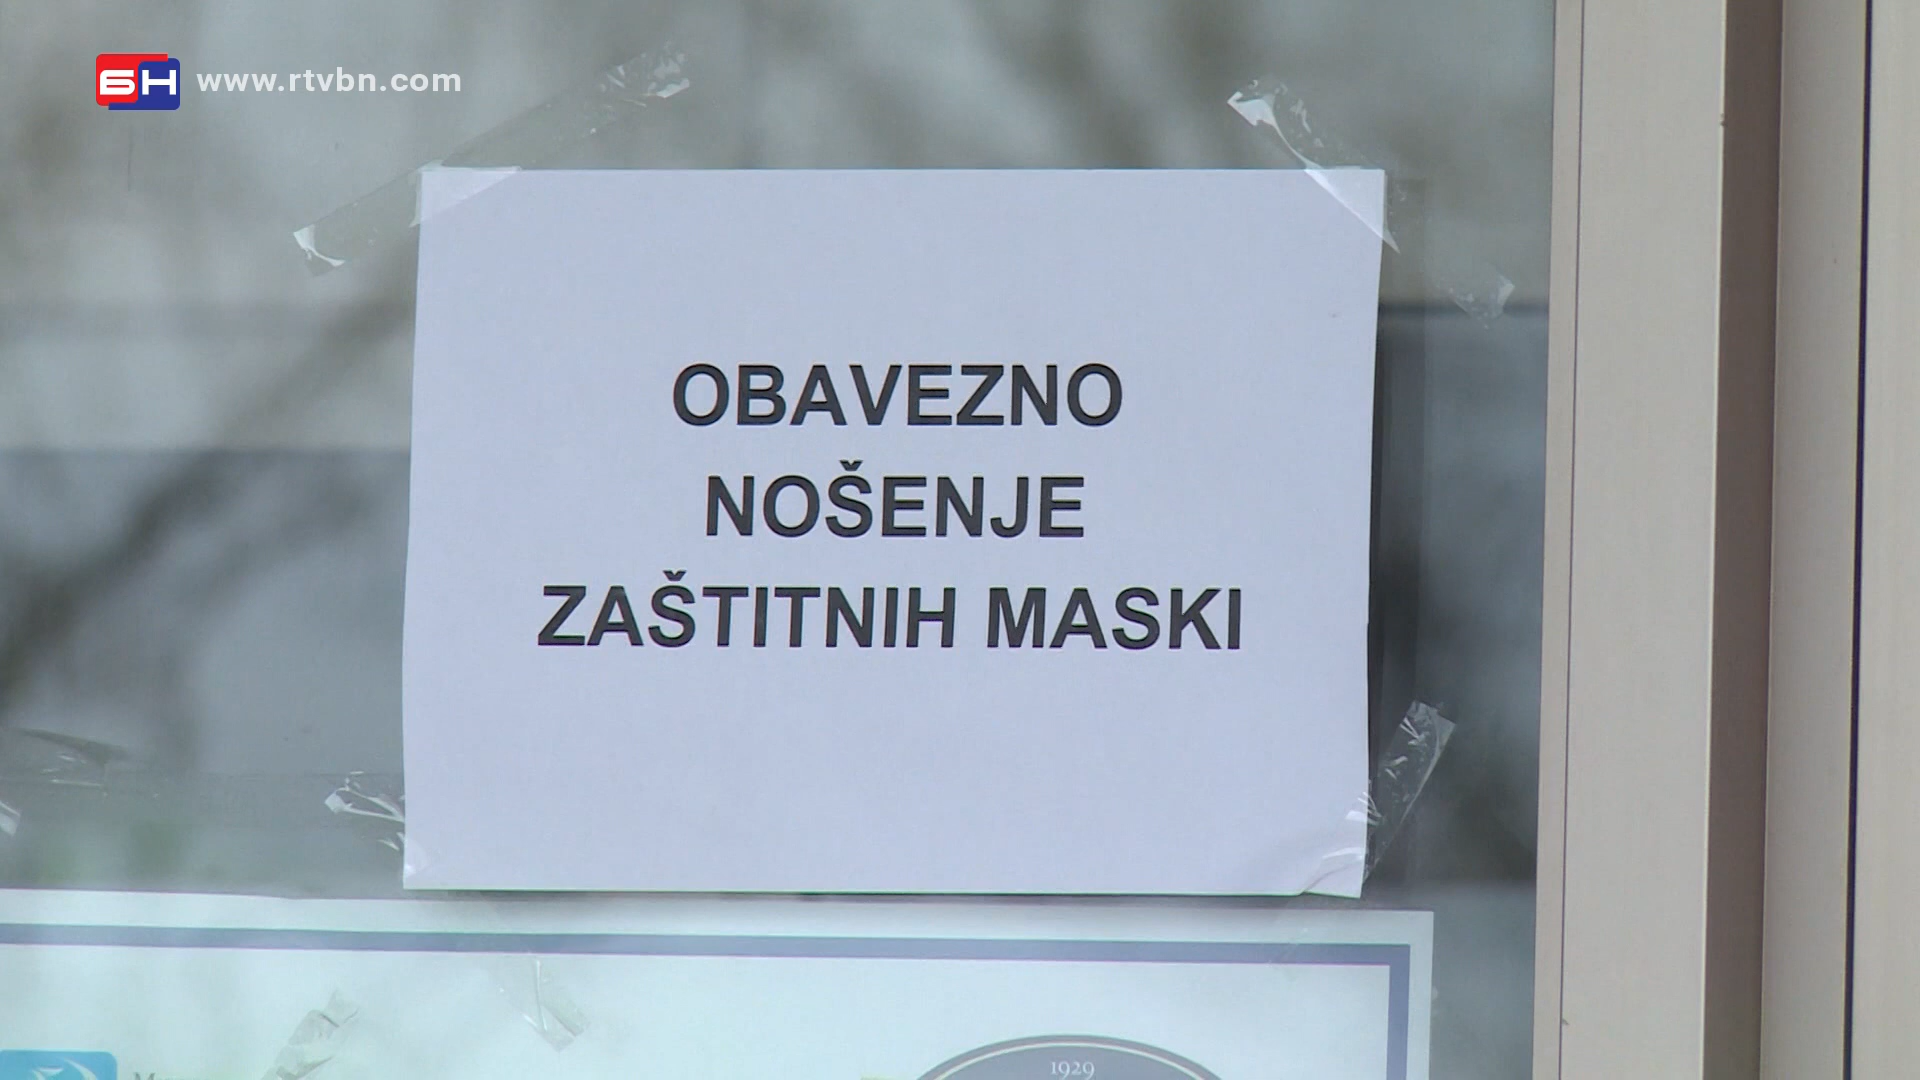 БН www.rtvbn.com
OBAVEZNO
NOŠENJE
ZAŠTITNIH MASKI
1929